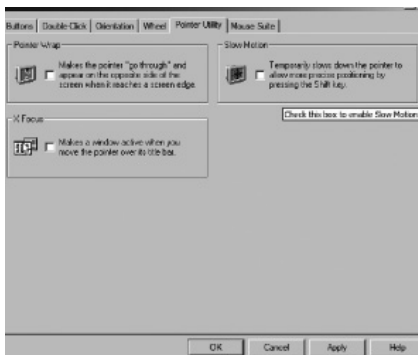 Buttons Double-Click Orientation Wheel Pointer Utility Mouse Suite
Pointer Wrap
Makes the pointer "go through" and
appear on the opposite side of the
screen when it reaches a screen edge.
Slow Motion
Temporarily slows down the pointer to
allow more precise positioning by
pressing the Shift key.
Check this box to enable Slow Motion
X Focus
Makes a window active when you
move the pointer over its title bar.
OK Cancel Apply Help